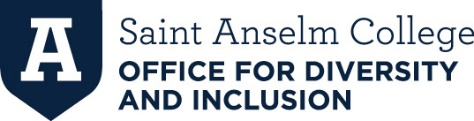 A
Saint Anselm College
OFFICE FOR DIVERSITY
AND INCLUSION